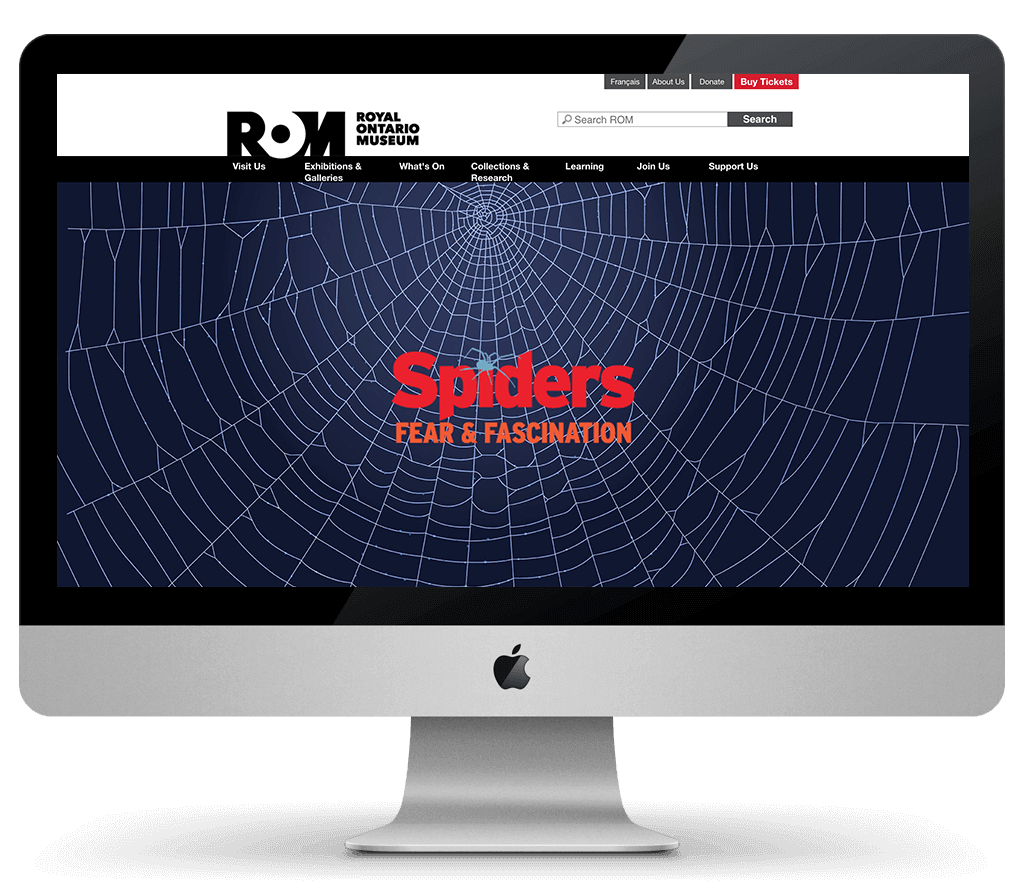 Français About Us Donate Buy Tickets
ROM ROYAL
ONTARIO
MUSEUM
Search ROM Search
Visit Us Exhibitions & What's On Collections & Learning Join Us Support Us
Galleries Research
Spiders
FEAR & FASCINATION